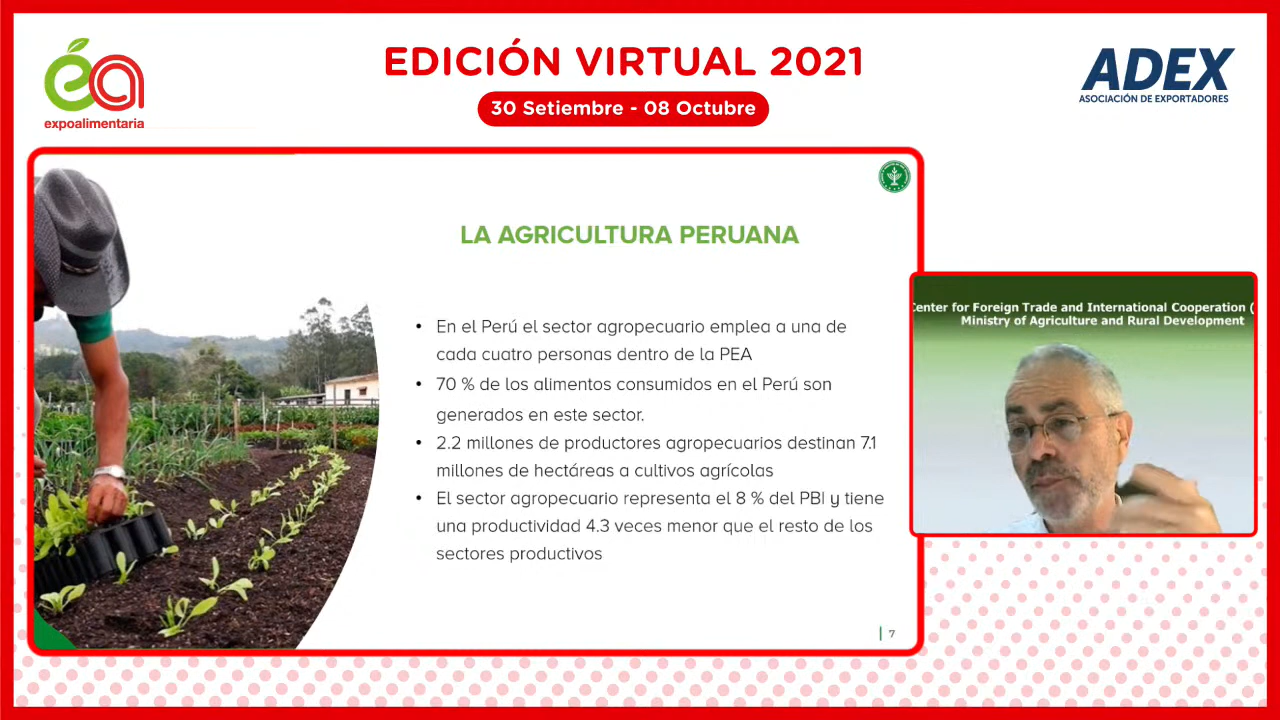 éa
expoalimentaria
EDICIÓN VIRTUAL 2021
30 Setiembre - 08 Octubre
ADEX
ASOCIACIÓN DE EXPORTADORES
LA AGRICULTURA PERUANA
• En el Perú el sector agropecuario emplea a una de
cada cuatro personas dentro de la PEA
• 70 % de los alimentos consumidos en el Perú son
generados en este sector.
• 2.2 millones de productores agropecuarios destinan 7.1
millones de hectáreas a cultivos agrícolas
• El sector agropecuario representa el 8 % del PBI y tiene
una productividad 4.3 veces menor que el resto de los
sectores productivos
7
Center for Foreign Trade and International Cooperation (
Ministry of Agriculture and Rural Development